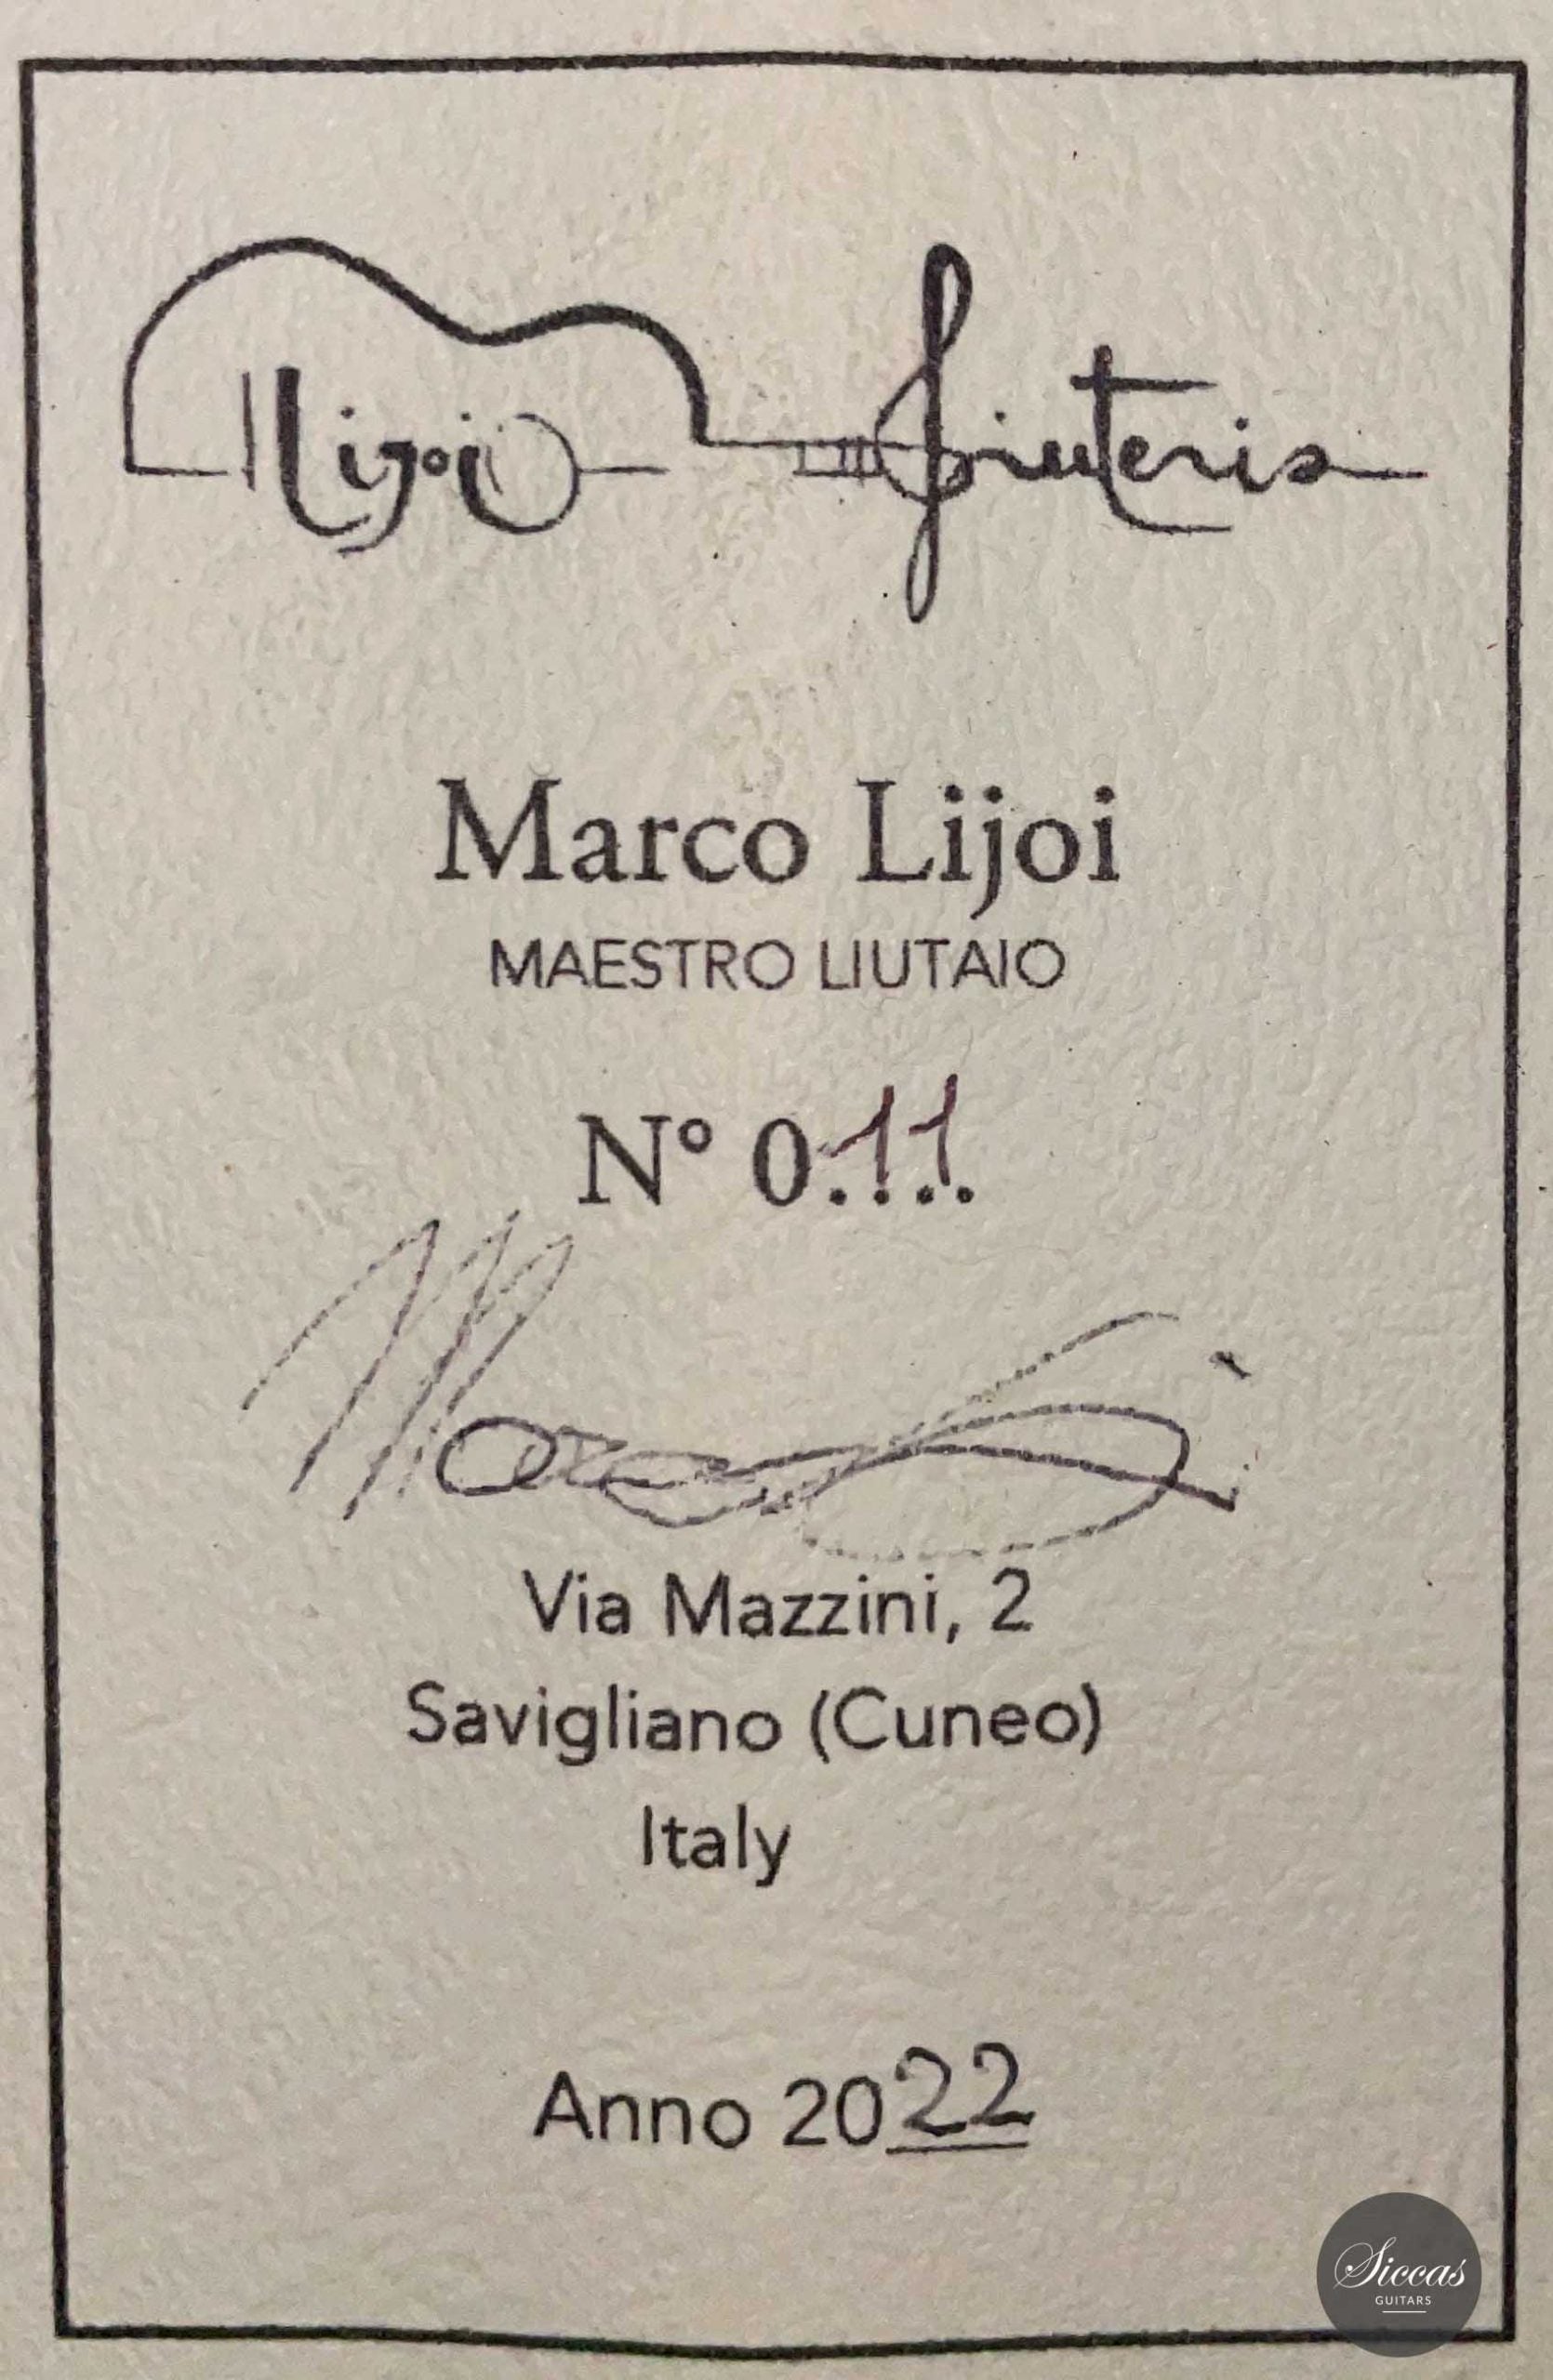 Lijoi liuteria
Marco Lijoi
MAESTRO LIUTAIO
N° 0.11.
Via Mazzini, 2
Savigliano (Cuneo)
Italy
Anno 2022
Siccas
GUITARS